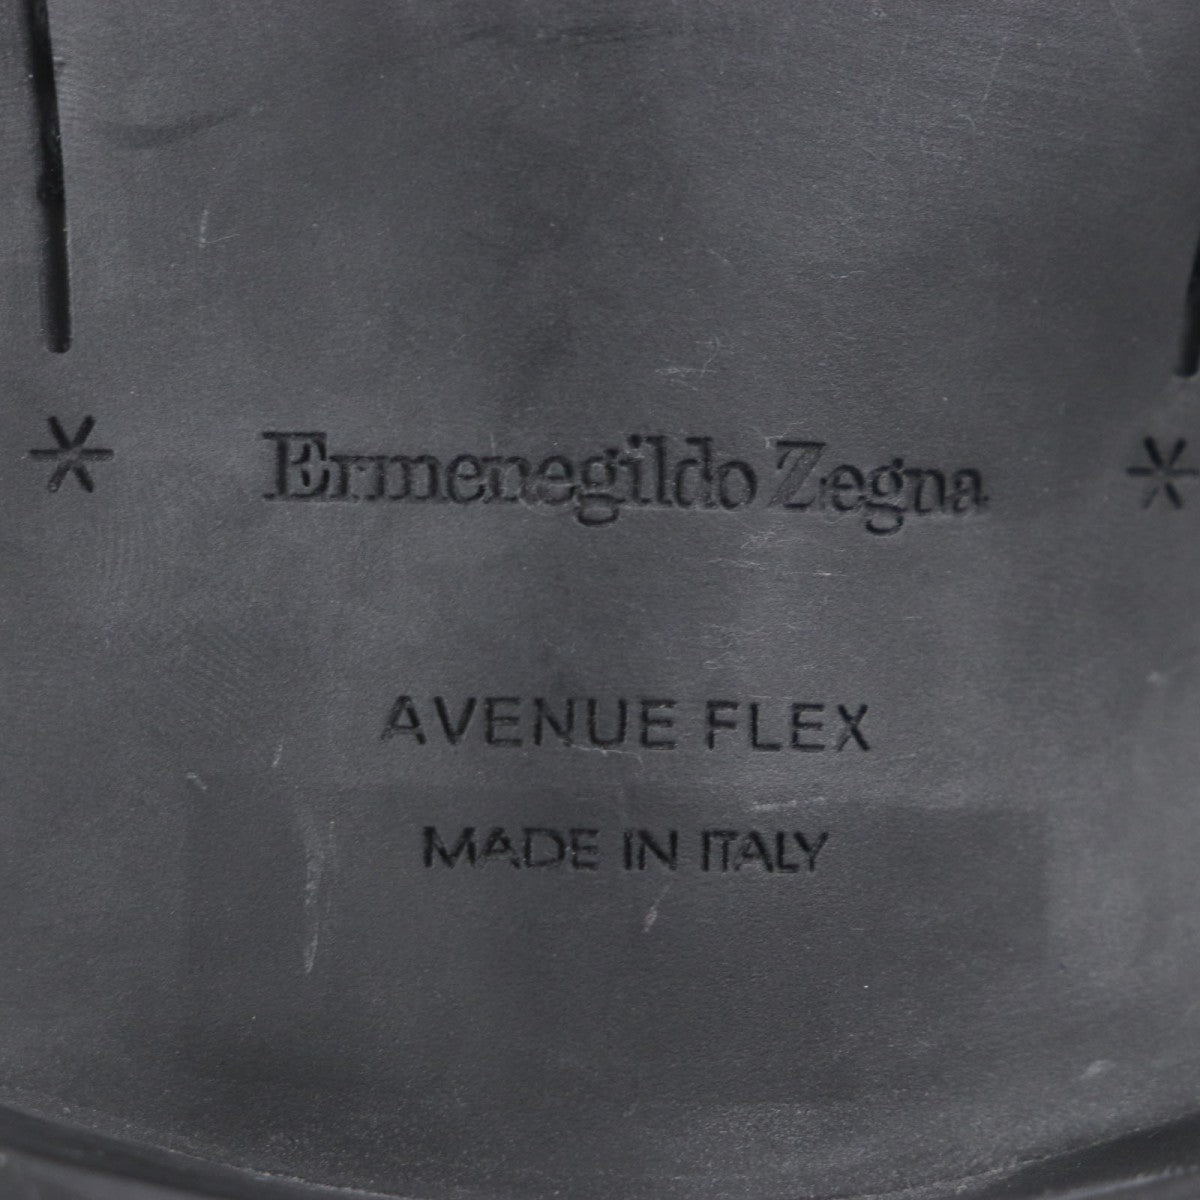 Ermenegildo Zegna
AVENUE FLEX
MADE IN ITALY